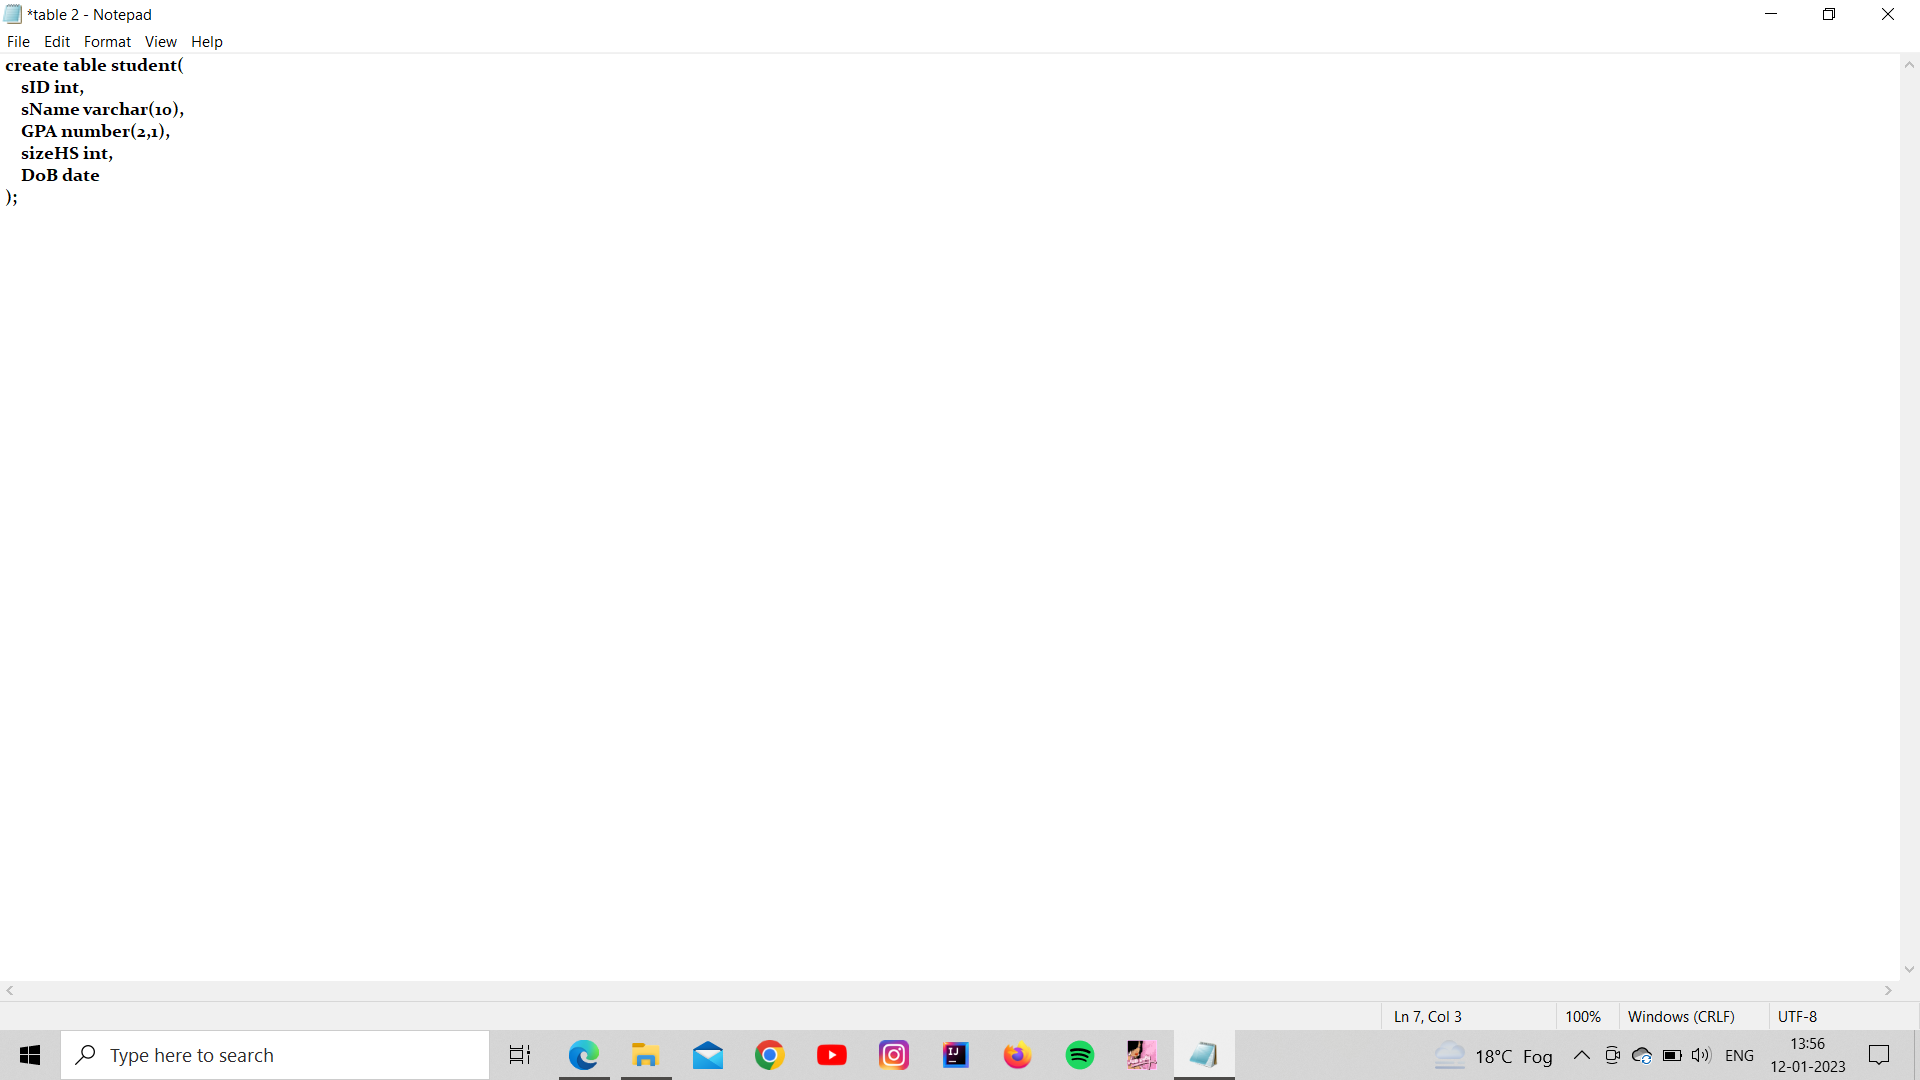 *table 2 - Notepad
File Edit Format View Help
create table student(
    sID int,
    sName varchar(10),
    GPA number(2,1),
    sizeHS int,
    DoB date
);
Ln 7, Col 3 100% Windows (CRLF) UTF-8
Type here to search
18°C Fog ENG 13:56
12-01-2023